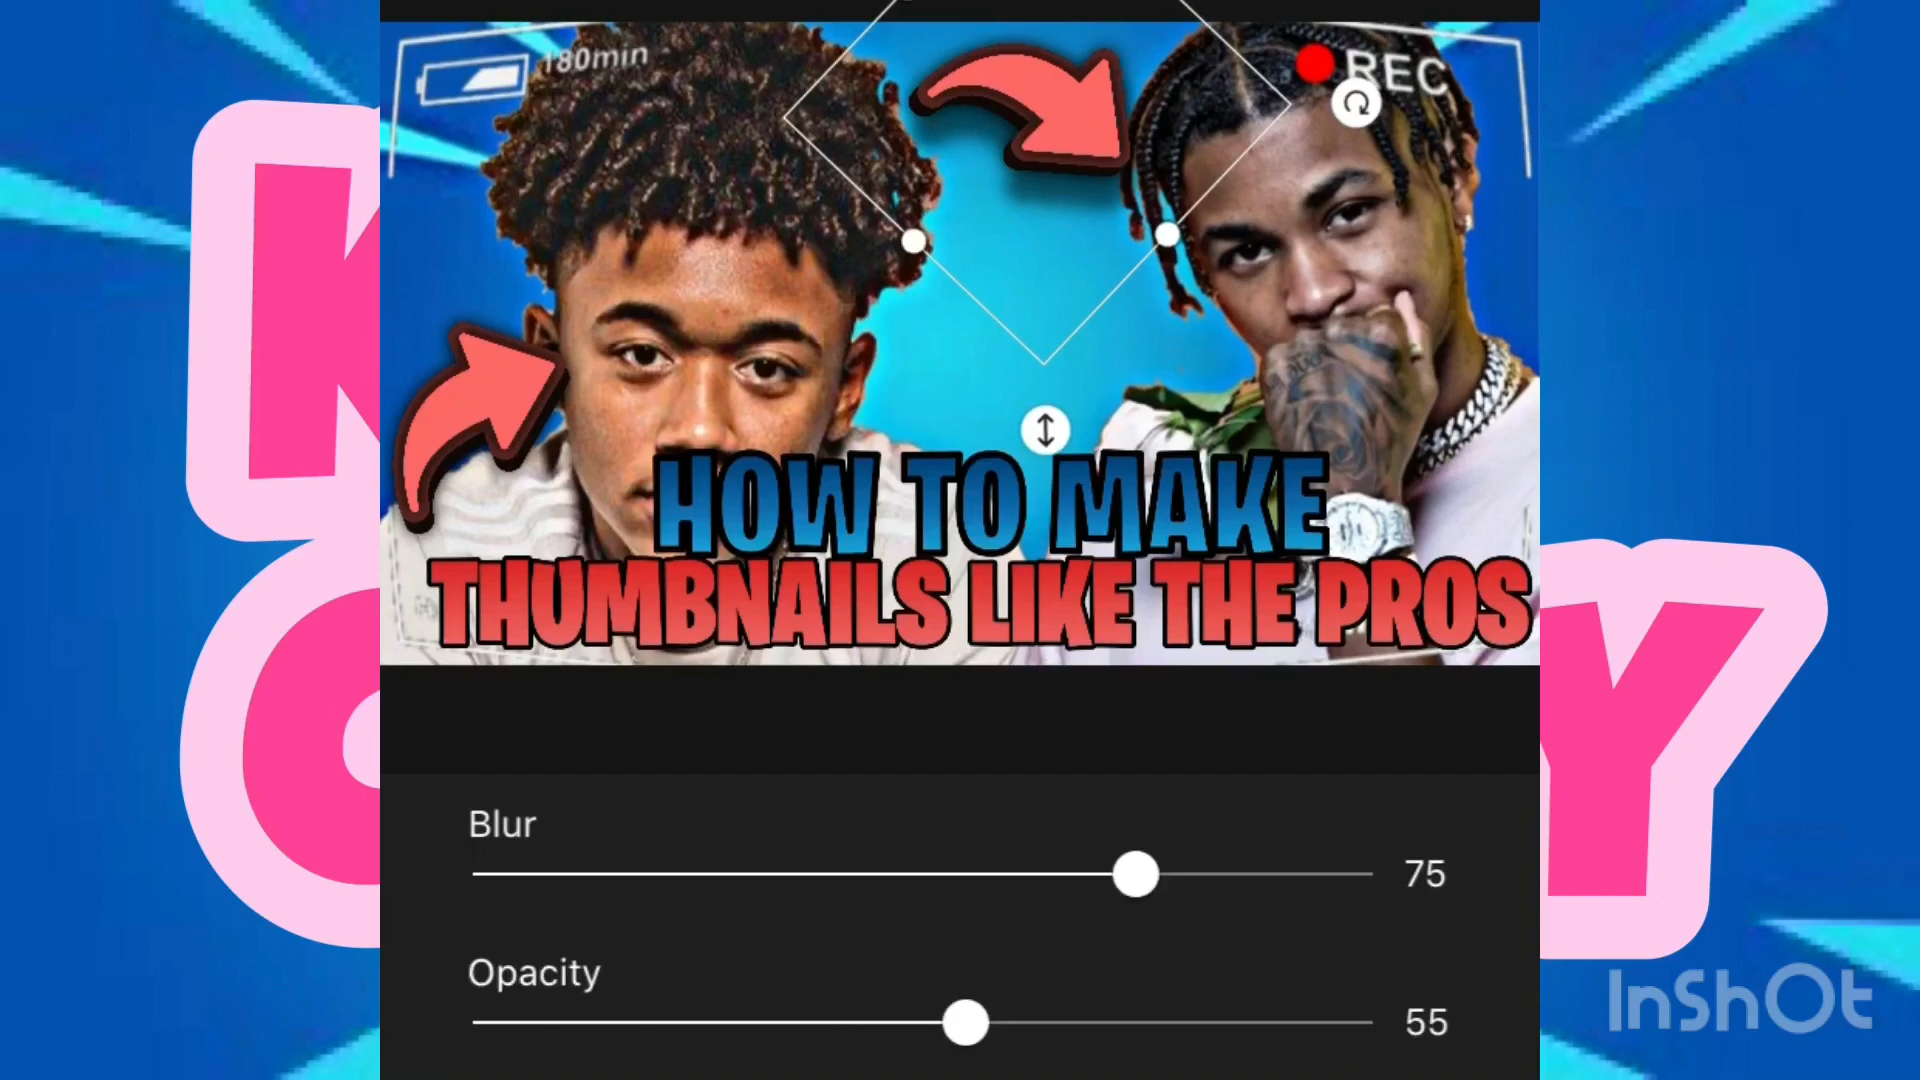 180min
REC
K
HOW TO MAKE
THUMBNAILS LIKE THE PROS
Y
Blur
75
Opacity
55
InShOt